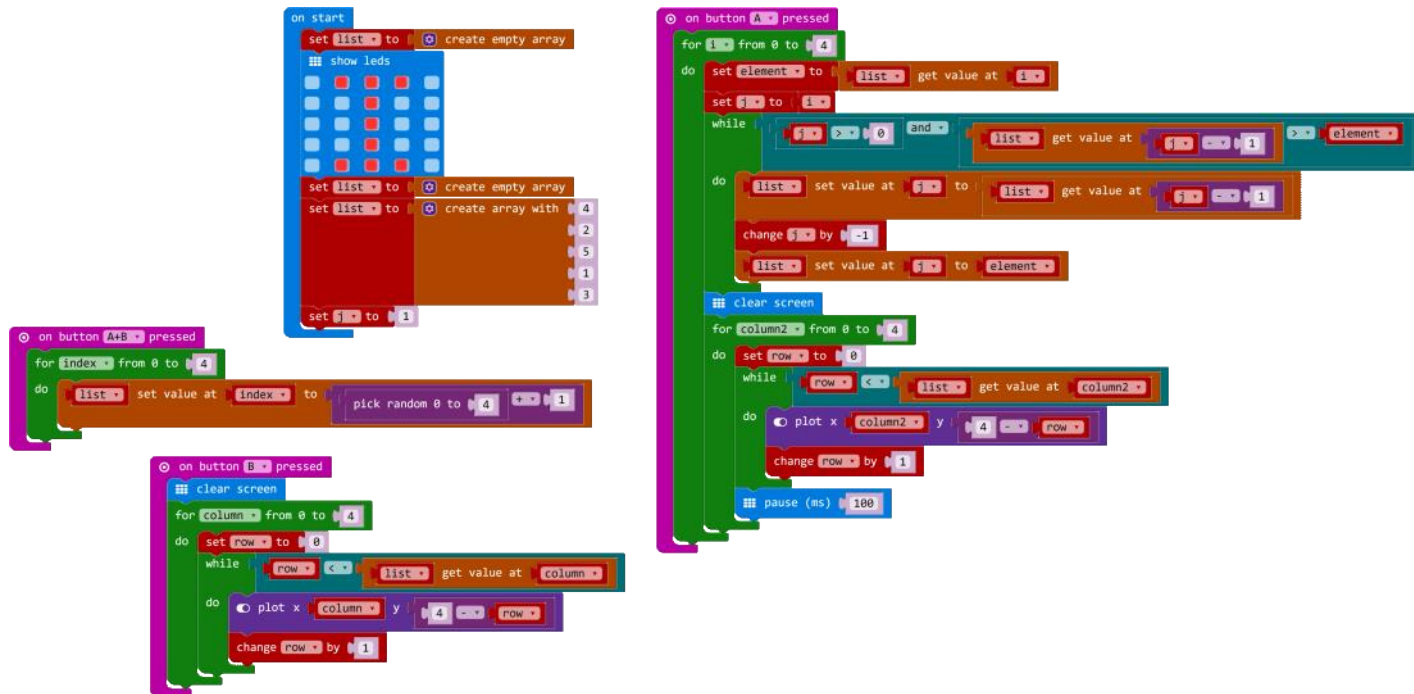 on start
set list to create empty array
show leds
set list to create empty array
set list to create array with 4
2
5
1
3
set j to 1
on button A+B pressed
for index from 0 to 4
do list set value at index to pick random 0 to 4 + 1
on button B pressed
clear screen
for column from 0 to 4
do set row to 0
while row < list get value at column
do plot x column y 4 - row
change row by 1
on button A pressed
for i from 0 to 4
do set element to list get value at i
set j to i
while j > 0 and list get value at j - 1 > element
do list set value at j to list get value at j - 1
change j by -1
list set value at j to element
clear screen
for column2 from 0 to 4
do set row to 0
while row < list get value at column2
do plot x column2 y 4 - row
change row by 1
pause (ms) 100